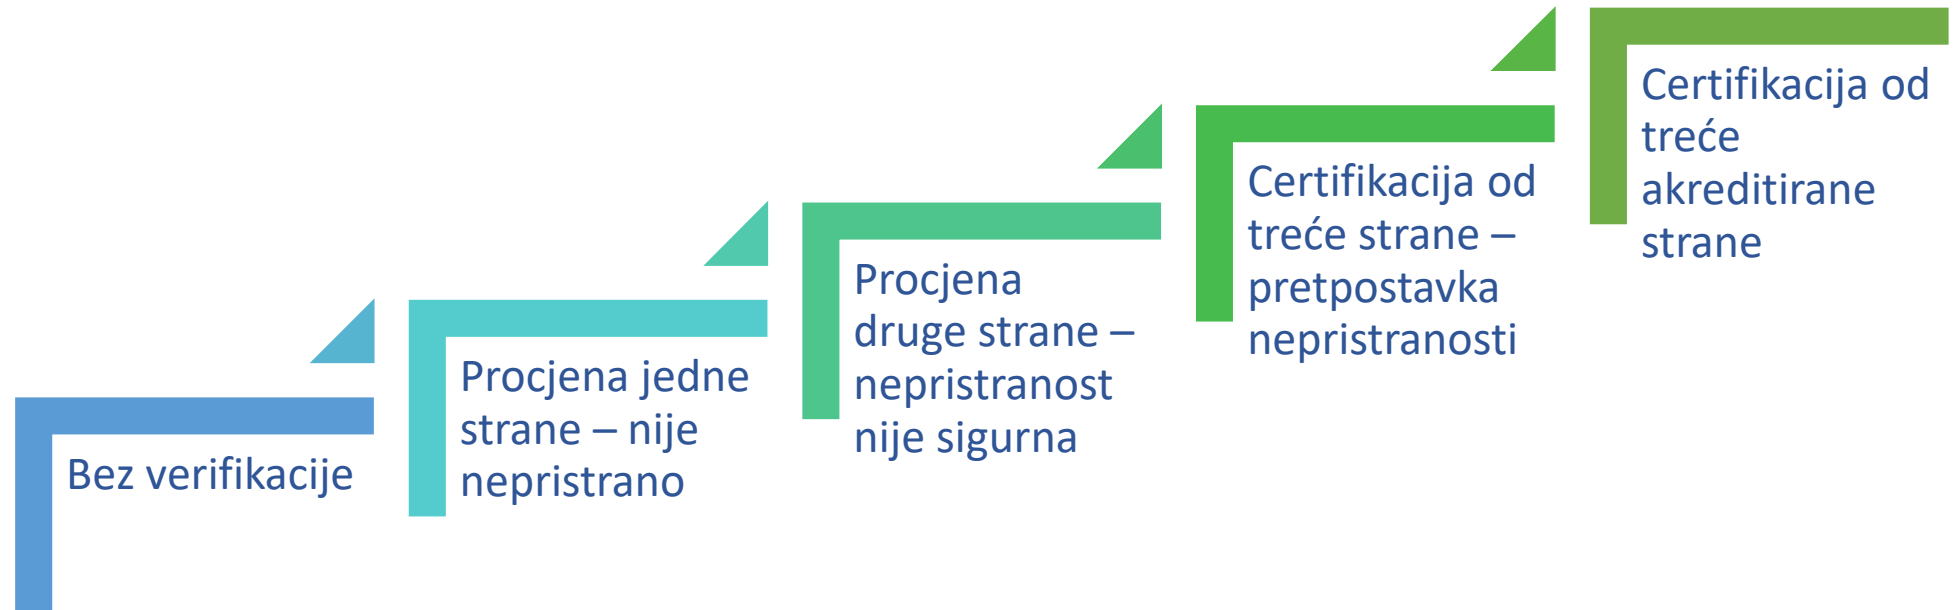 Bez verifikacije
Procjena jedne
strane – nije
nepristrano
Procjena
druge strane –
nepristranost
nije sigurna
Certifikacija od
treće strane –
pretpostavka
nepristranosti
Certifikacija od
treće
akreditirane
strane